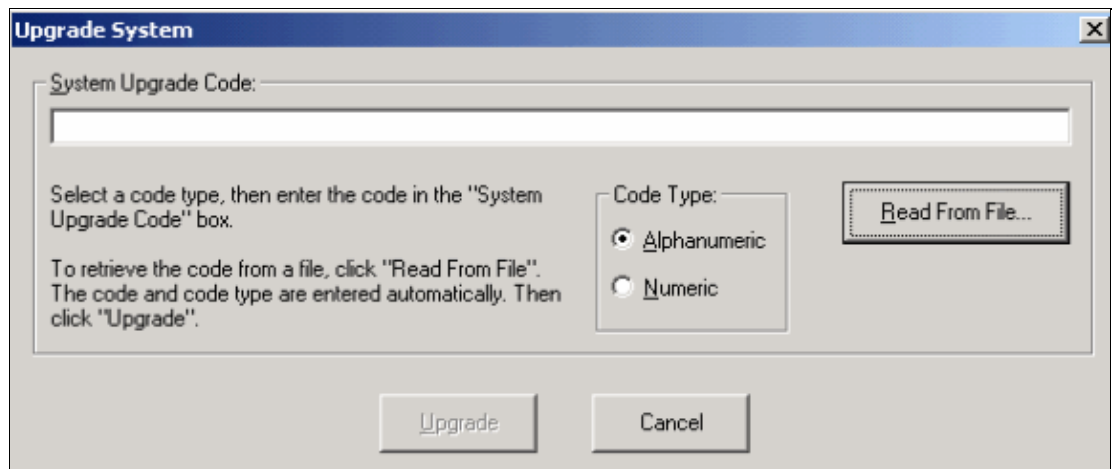 Upgrade System
System Upgrade Code:
Select a code type, then enter the code in the "System
Upgrade Code" box.
To retrieve the code from a file, click "Read From File".
The code and code type are entered automatically. Then
click "Upgrade".
Code Type:
Alphanumeric
Numeric
Read From File...
Upgrade
Cancel